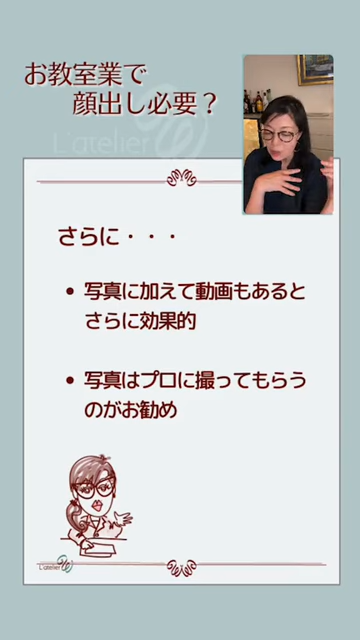 お教室業で
顔出し必要？
L'atelier
さらに・・・
• 写真に加えて動画もあると
さらに効果的
• 写真はプロに撮ってもらう
のがお勧め
L'atelier